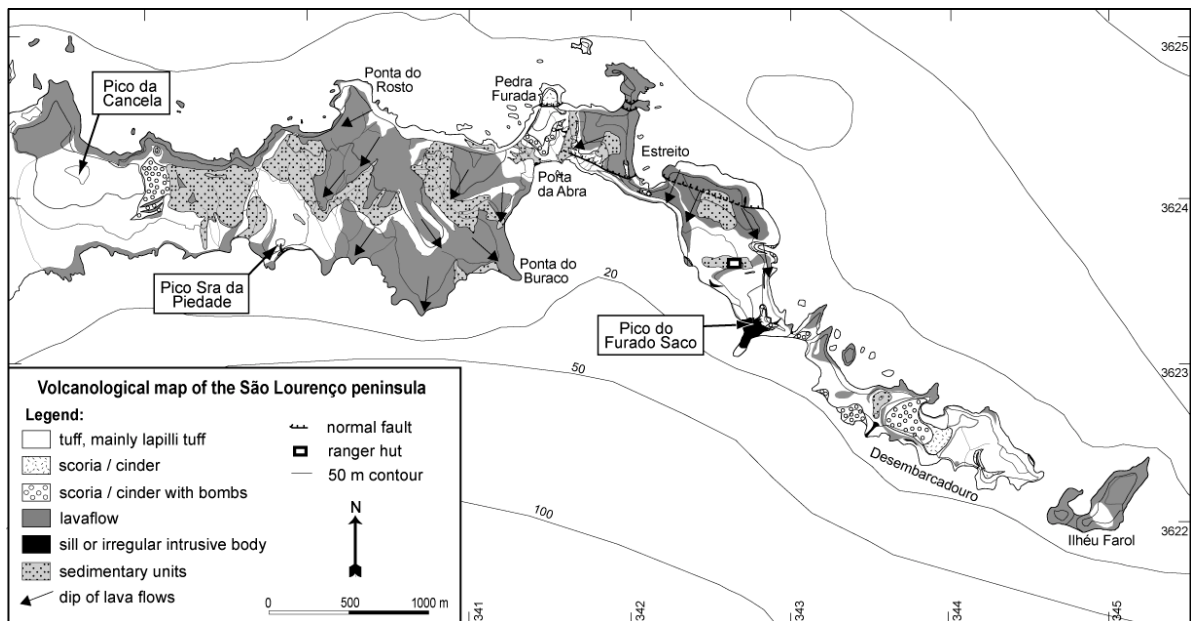 3625
Ponta do
Rosto
Pedra
Furada
Pico da
Cancela
Estreito
Porta
da Abra
3624
Ponta do
Buraco
Pico Sra da
Piedade
20
Pico do
Furado Saco
50
3623
Desembarcadouro
100
3622
Ilhéu Farol
Volcanological map of the São Lourenço peninsula
Legend:
tuff, mainly lapilli tuff
scoria / cinder
scoria / cinder with bombs
lavaflow
sill or irregular intrusive body
sedimentary units
dip of lava flows
normal fault
ranger hut
50 m contour
N
0 500 1000 m
341
342
343
344
345